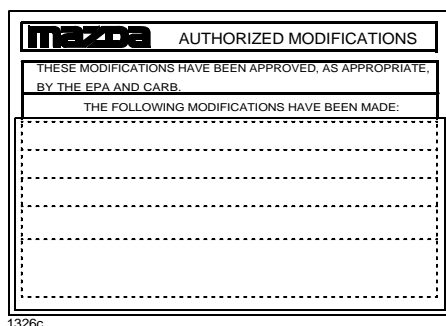 mazDa AUTHORIZED MODIFICATIONS
THESE MODIFICATIONS HAVE BEEN APPROVED, AS APPROPRIATE,
BY THE EPA AND CARB.
THE FOLLOWING MODIFICATIONS HAVE BEEN MADE:
1326c